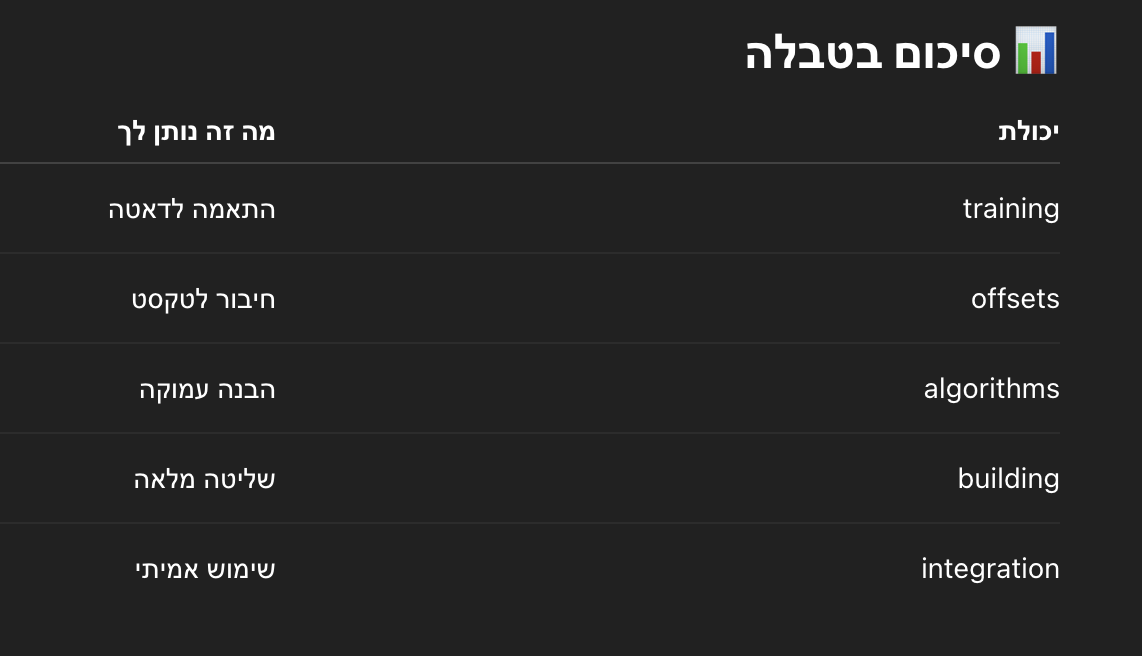 📊 סיכום בטבלה
יכולת מה זה נותן לך
training התאמה לדאטה
offsets חיבור לטקסט
algorithms הבנה עמוקה
building שליטה מלאה
integration שימוש אמיתי